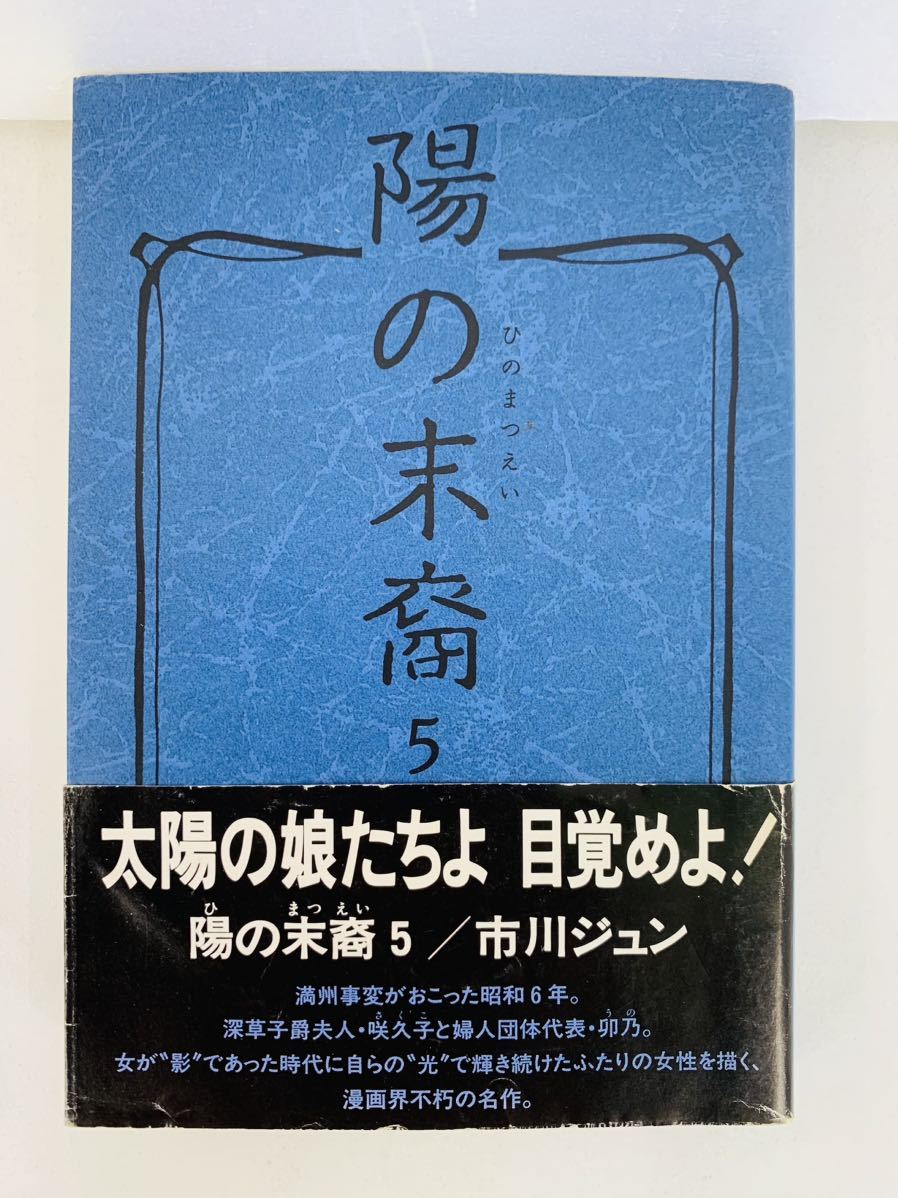 陽の末裔
ひのまつえい
5
太陽の娘たちよ 目覚めよ!
ひ まつえい
陽の末裔5/市川ジュン
満州事変がおこった昭和6年。
さくこ うの
深草子爵夫人・咲久子と婦人団体代表・卯乃。
女が〝影〟であった時代に自らの〝光〟で輝き続けたふたりの女性を描く、
漫画界不朽の名作。